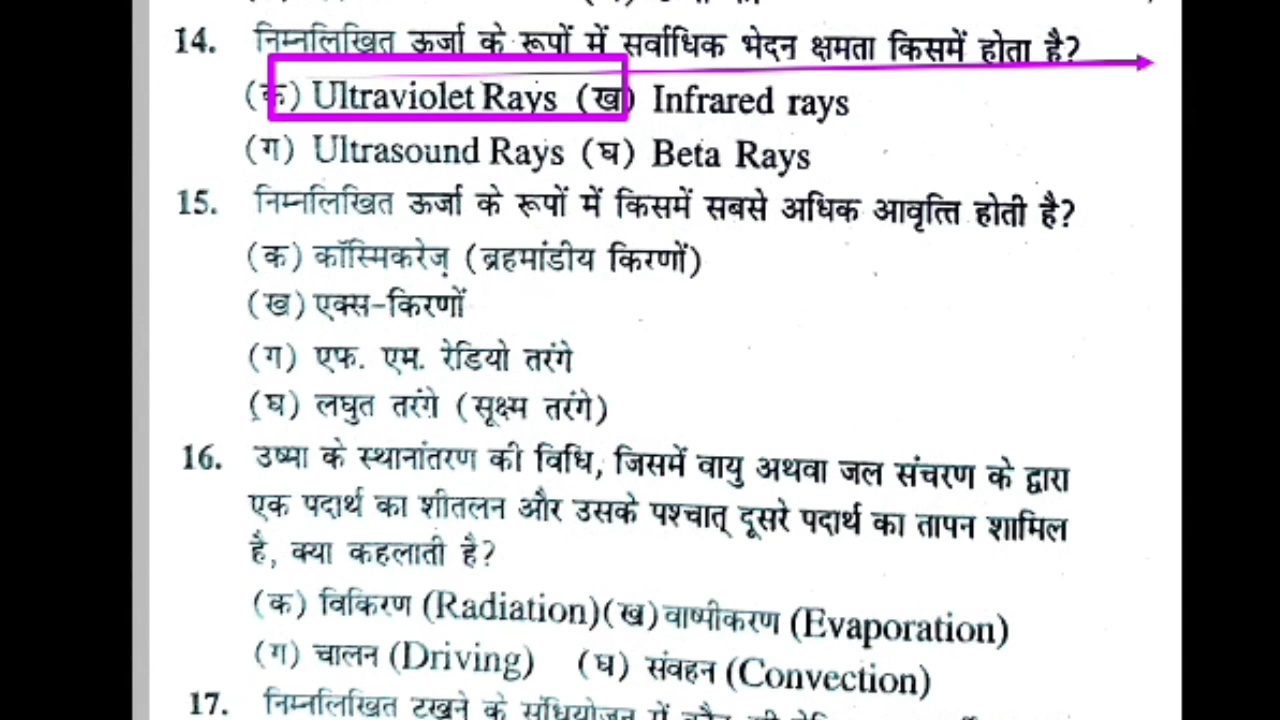 14. निम्नलिखित ऊर्जा के रूपों में सर्वाधिक भेदन क्षमता किसमें होता है?
(क) Ultraviolet Rays (ख) Infrared rays
(ग) Ultrasound Rays (घ) Beta Rays
15. निम्नलिखित ऊर्जा के रूपों में किसमें सबसे अधिक आवृत्ति होती है?
(क) कॉस्मिकरेज़ (ब्रहमांडीय किरणों)
(ख) एक्स-किरणों
(ग) एफ. एम. रेडियो तरंगे
(घ) लघुत तरंगे (सूक्ष्म तरंगे)
16. उष्मा के स्थानांतरण की विधि, जिसमें वायु अथवा जल संचरण के द्वारा
एक पदार्थ का शीतलन और उसके पश्चात् दूसरे पदार्थ का तापन शामिल
है, क्या कहलाती है?
(क) विकिरण (Radiation) (ख) वाष्पीकरण (Evaporation)
(ग) चालन (Driving) (घ) संवहन (Convection)
17. निम्नलिखित टखने के संधियोजन में कौन